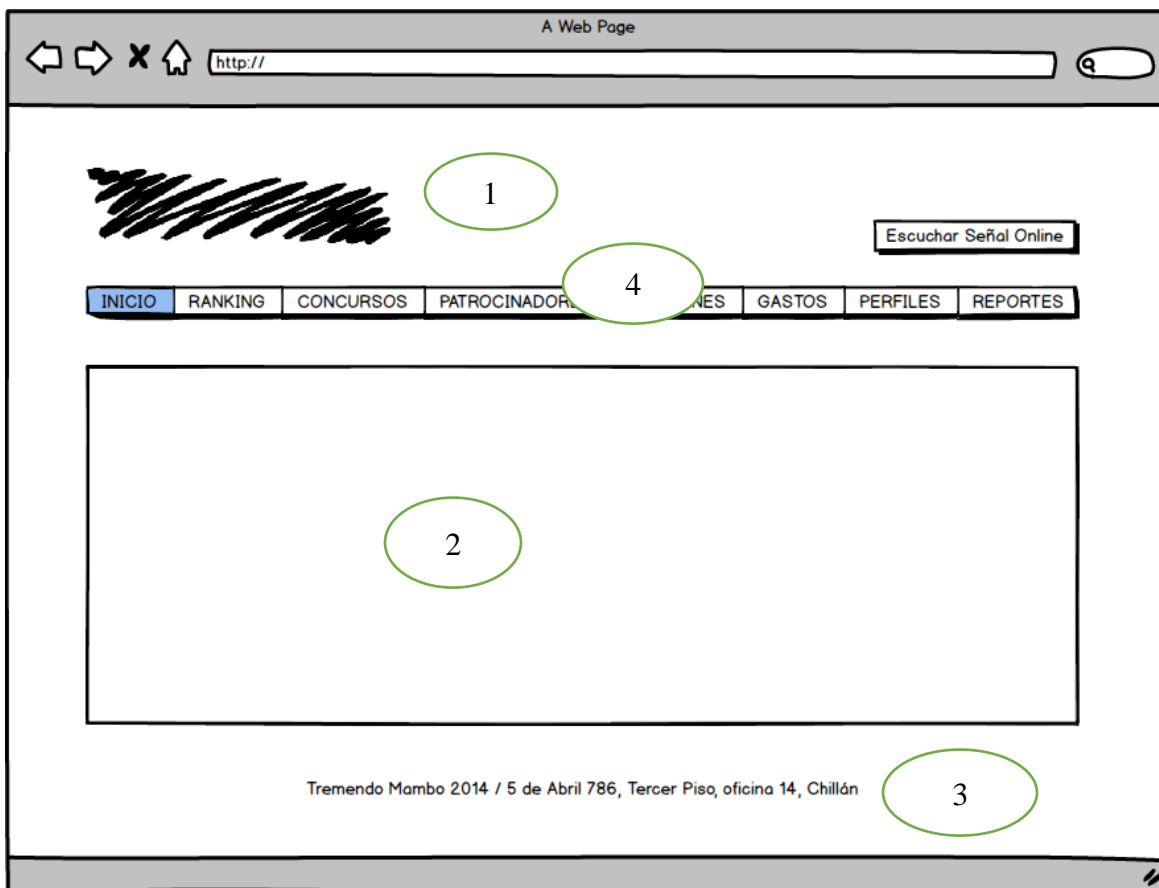 A Web Page
http://
1
Escuchar Señal Online
4
INICIO RANKING CONCURSOS GASTOS PERFILES REPORTES
2
Tremendo Mambo 2014 / 5 de Abril 786, Tercer Piso, oficina 14, Chillán
3